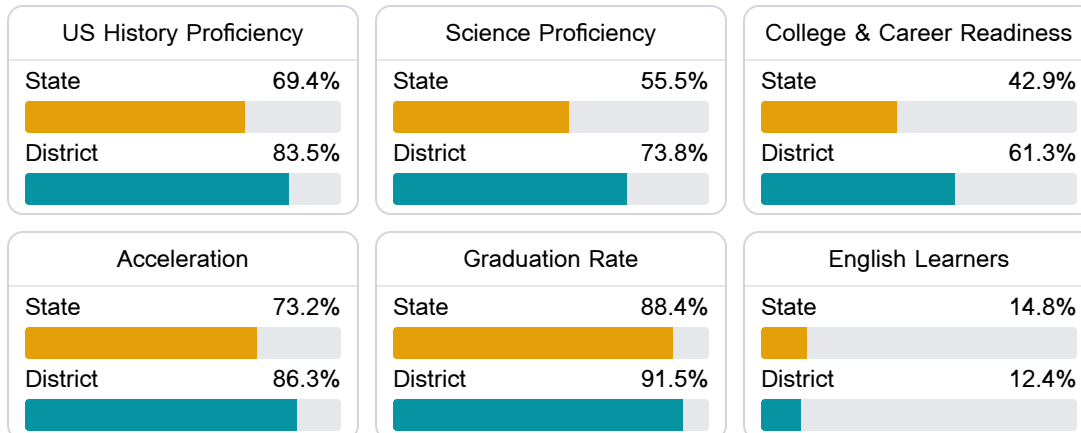 US History Proficiency
State 69.4%
District 83.5%
Science Proficiency
State 55.5%
District 73.8%
College & Career Readiness
State 42.9%
District 61.3%
Acceleration
State 73.2%
District 86.3%
Graduation Rate
State 88.4%
District 91.5%
English Learners
State 14.8%
District 12.4%